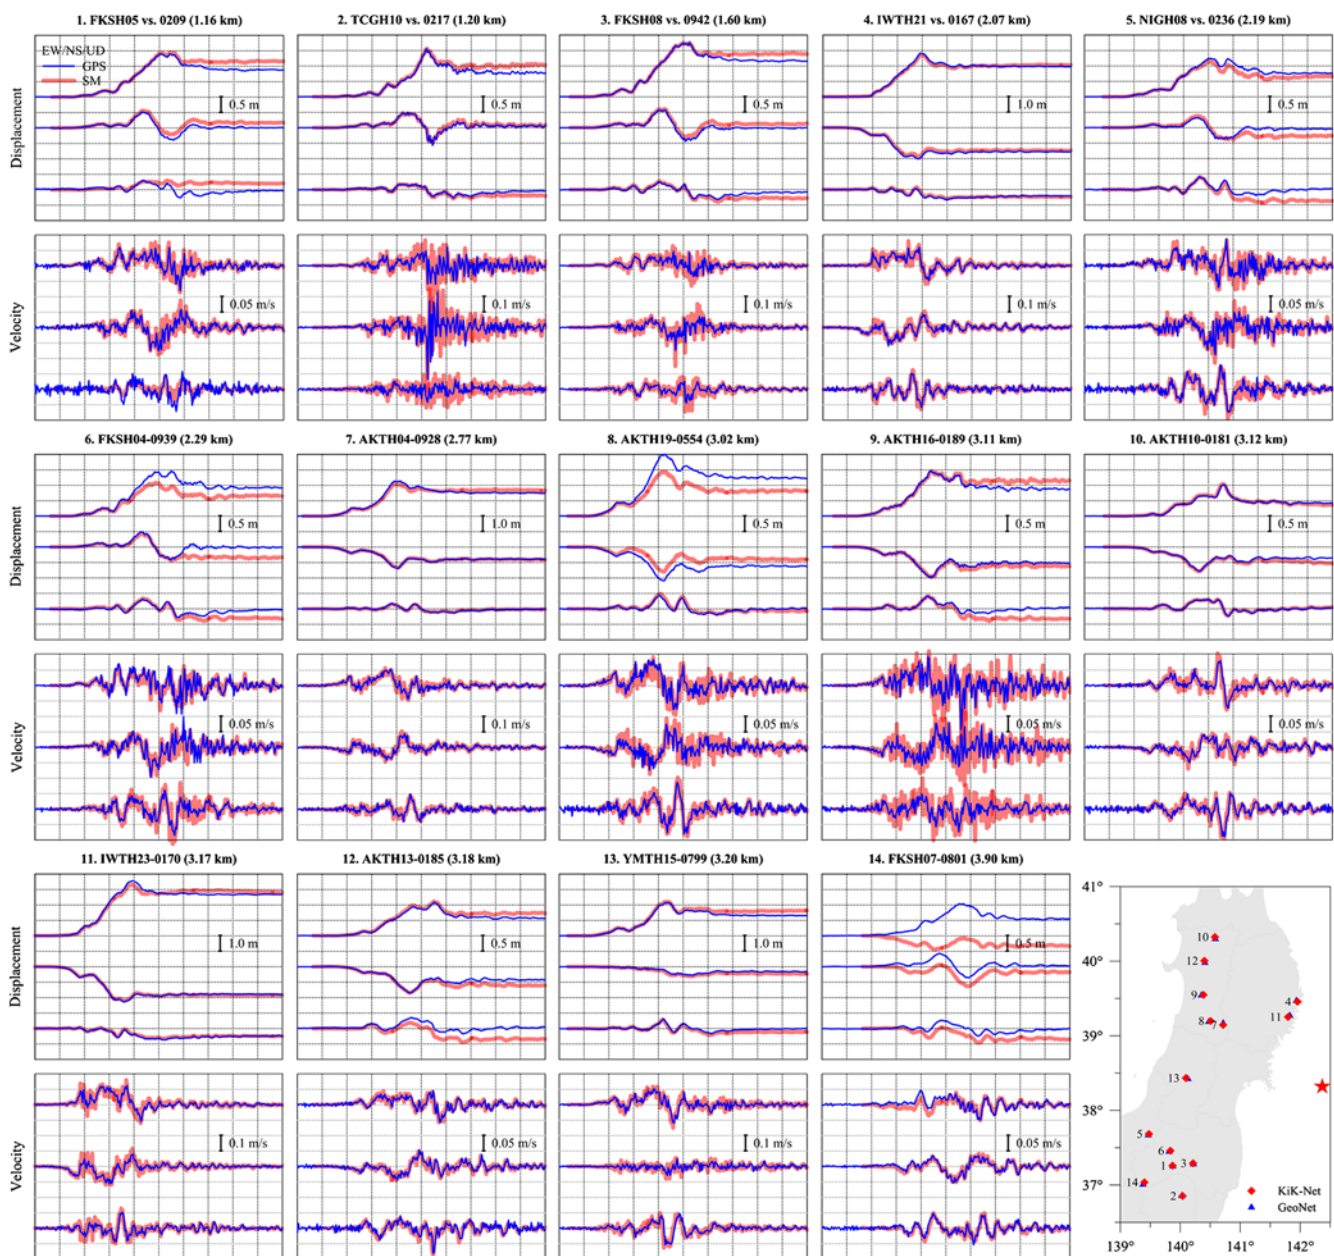 1. FKSH05 vs. 0209 (1.16 km)
2. TCGH10 vs. 0217 (1.20 km)
3. FKSH08 vs. 0942 (1.60 km)
4. IWTH21 vs. 0167 (2.07 km)
5. NIGH08 vs. 0236 (2.19 km)
EW/NS/UD
GPS
SM
Displacement
0.5 m
0.5 m
0.5 m
1.0 m
0.5 m
Velocity
0.05 m/s
0.1 m/s
0.1 m/s
0.1 m/s
0.05 m/s
6. FKSH04-0939 (2.29 km)
7. AKTH04-0928 (2.77 km)
8. AKTH19-0554 (3.02 km)
9. AKTH16-0189 (3.11 km)
10. AKTH10-0181 (3.12 km)
Displacement
0.5 m
1.0 m
0.5 m
0.5 m
0.5 m
Velocity
0.05 m/s
0.1 m/s
0.05 m/s
0.05 m/s
0.05 m/s
11. IWTH23-0170 (3.17 km)
12. AKTH13-0185 (3.18 km)
13. YMTH15-0799 (3.20 km)
14. FKSH07-0801 (3.90 km)
Displacement
1.0 m
0.5 m
1.0 m
0.5 m
Velocity
0.1 m/s
0.05 m/s
0.1 m/s
0.05 m/s
41°
40°
39°
38°
37°
10
12
9
4
8
7
11
13
5
6
1
3
14
2
KiK-Net
GeoNet
139°
140°
141°
142°